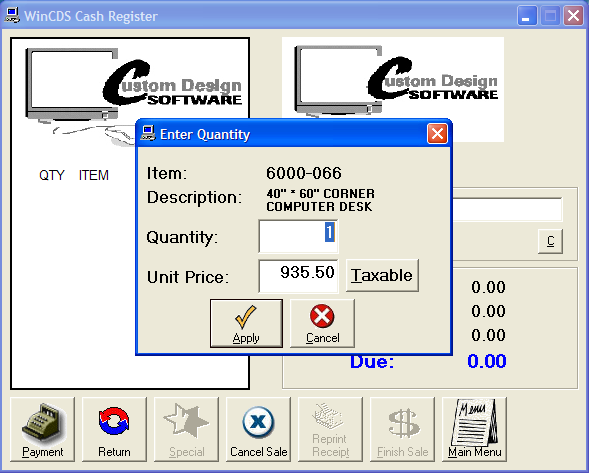 WinCDS Cash Register
Custom Design
SOFTWARE
Custom Design
SOFTWARE
QTY ITEM
Enter Quantity
Item: 6000-066
Description: 40" * 60" CORNER
COMPUTER DESK
Quantity: 1
Unit Price: 935.50 Taxable
Apply Cancel
C
0.00
0.00
0.00
Due: 0.00
Payment
Return
Special
Cancel Sale
Reprint
Receipt
Finish Sale
Menu
Main Menu